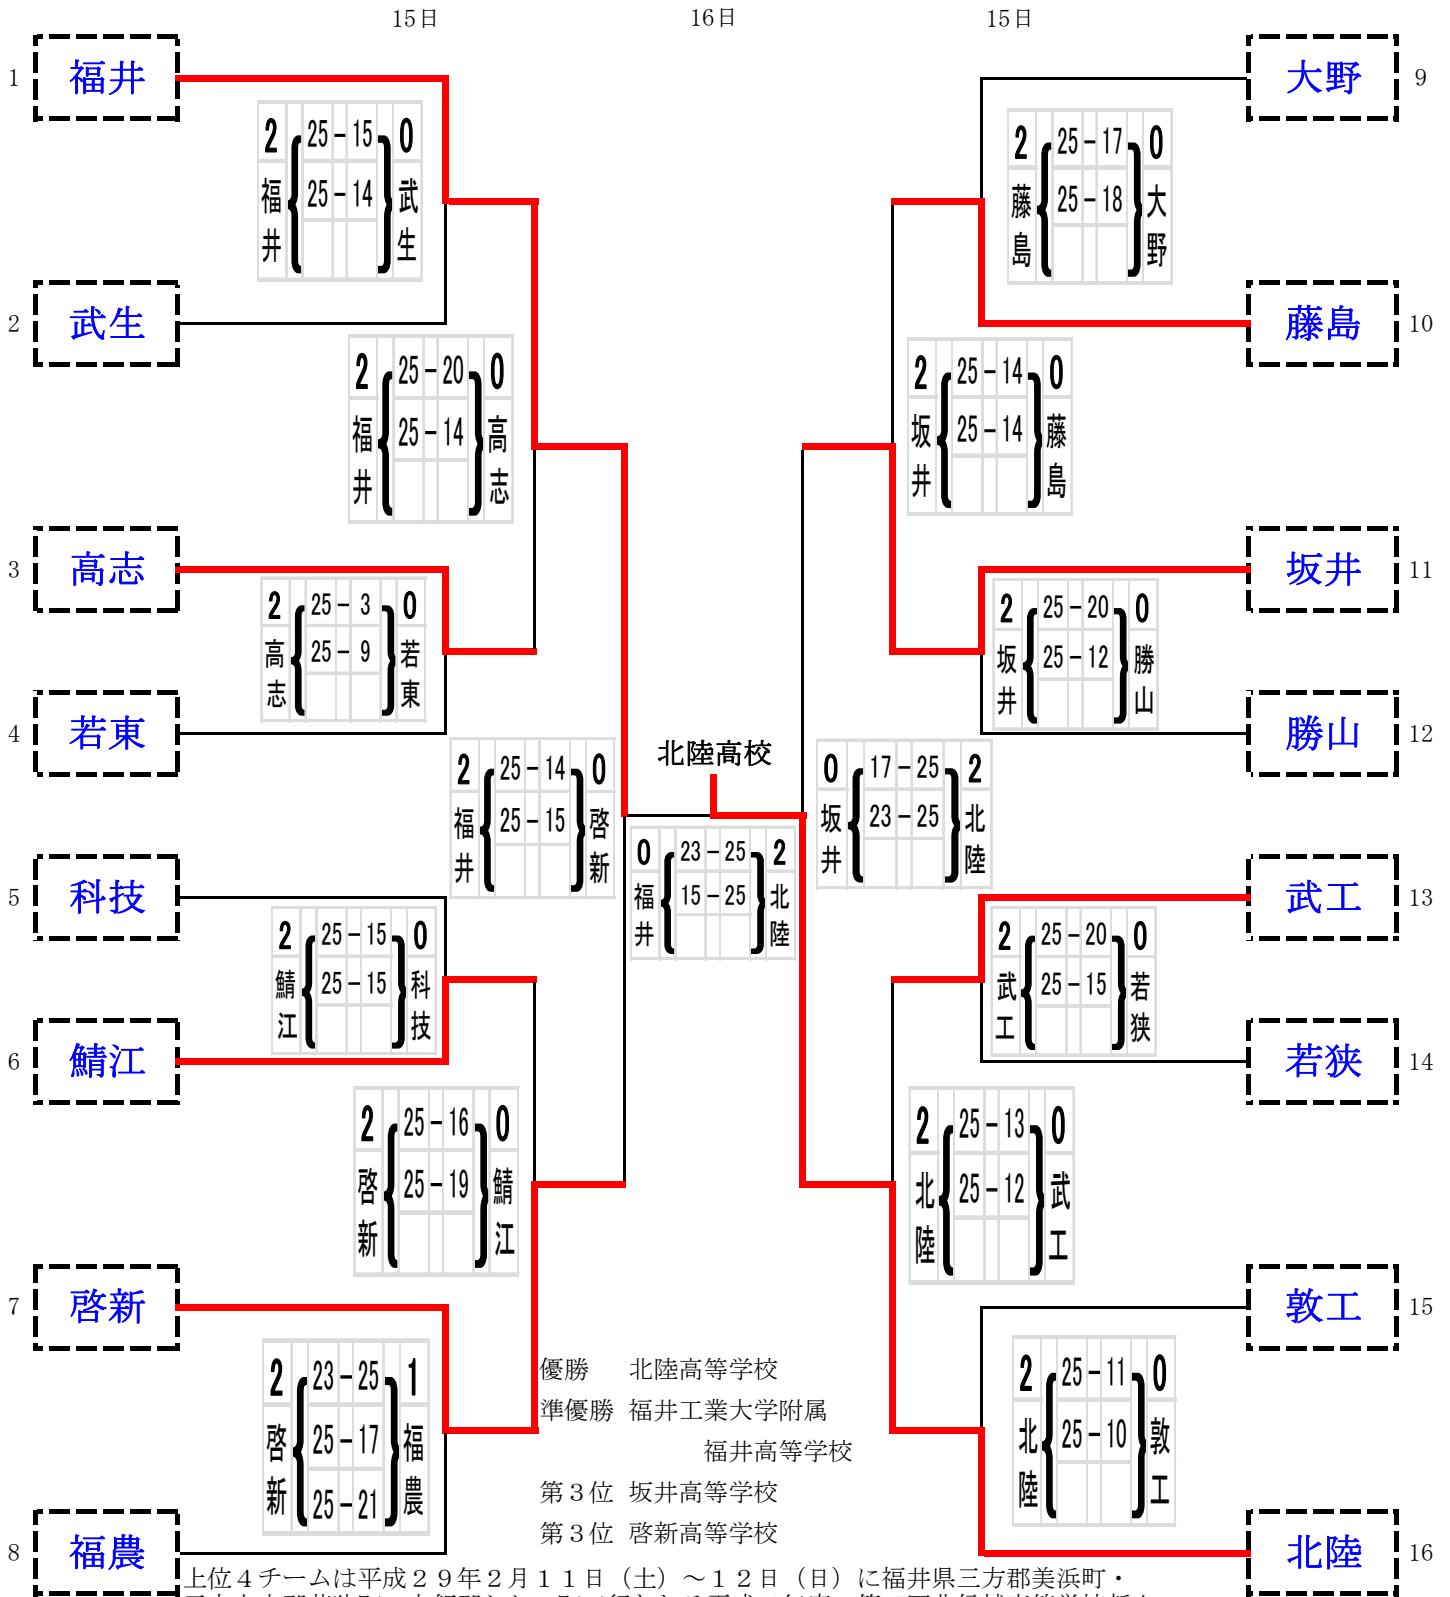 15日 16日 15日
1 福井
2 武生
3 高志
4 若東
5 科技
6 鯖江
7 啓新
8 福農
大野 9
藤島 10
坂井 11
勝山 12
武工 13
若狭 14
敦工 15
北陸 16
2 福井 25－15 25－14 0 武生
2 福井 25－20 25－14 0 高志
2 高志 25－3 25－9 0 若東
2 福井 25－14 25－15 0 啓新
2 鯖江 25－15 25－15 0 科技
2 啓新 25－16 25－19 0 鯖江
2 啓新 23－25 25－17 25－21 1 福農
北陸高校
0 福井 23－25 15－25 2 北陸
2 藤島 25－17 25－18 0 大野
2 坂井 25－14 25－14 0 藤島
2 坂井 25－20 25－12 0 勝山
0 坂井 17－25 23－25 2 北陸
2 武工 25－20 25－15 0 若狭
2 北陸 25－13 25－12 0 武工
2 北陸 25－11 25－10 0 敦工
優勝 北陸高等学校
準優勝 福井工業大学附属
福井高等学校
第３位 坂井高等学校
第３位 啓新高等学校
上位４チームは平成２９年２月１１日（土）～１２日（日）に福井県三方郡美浜町・